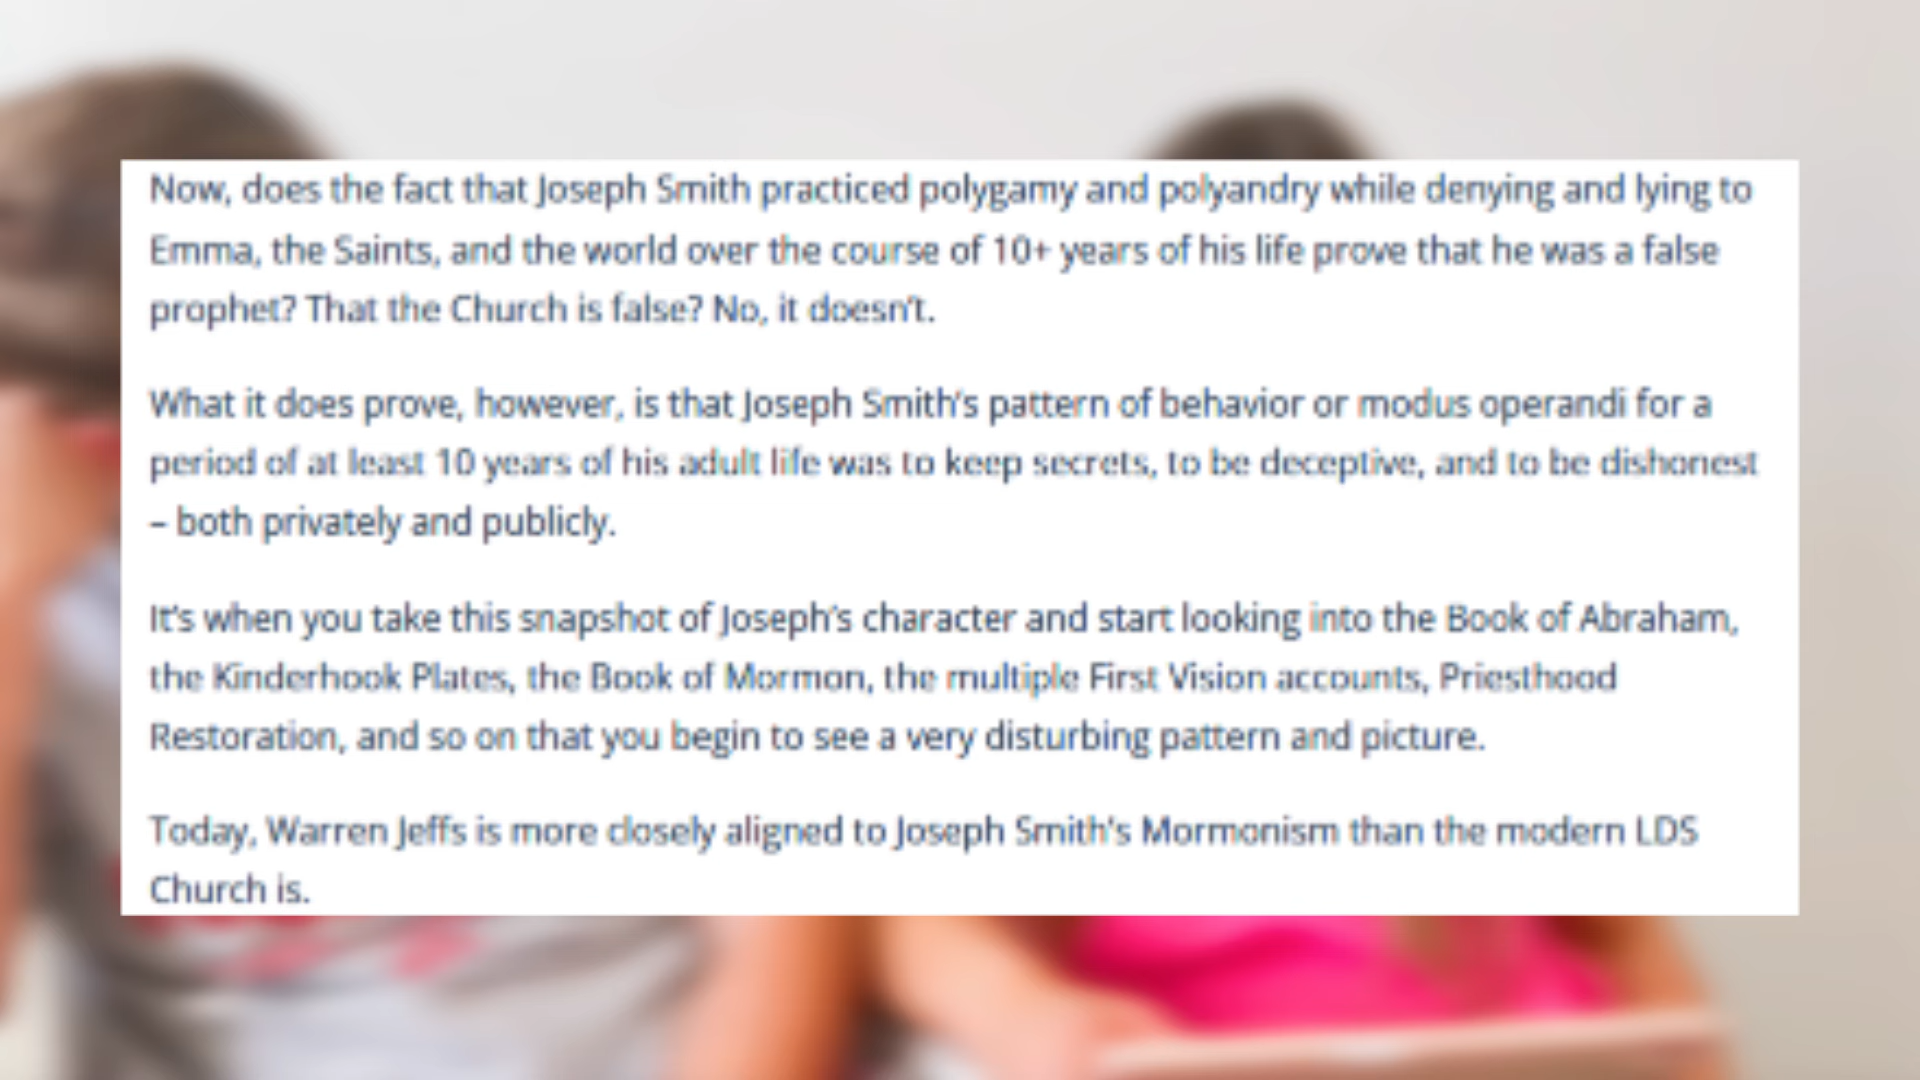 Now, does the fact that Joseph Smith practiced polygamy and polyandry while denying and lying to
Emma, the Saints, and the world over the course of 10+ years of his life prove that he was a false
prophet? That the Church is false? No, it doesn't.
What it does prove, however, is that Joseph Smith's pattern of behavior or modus operandi for a
period of at least 10 years of his adult life was to keep secrets, to be deceptive, and to be dishonest
– both privately and publicly.
It's when you take this snapshot of Joseph's character and start looking into the Book of Abraham,
the Kinderhook Plates, the Book of Mormon, the multiple First Vision accounts, Priesthood
Restoration, and so on that you begin to see a very disturbing pattern and picture.
Today, Warren Jeffs is more closely aligned to Joseph Smith's Mormonism than the modern LDS
Church is.